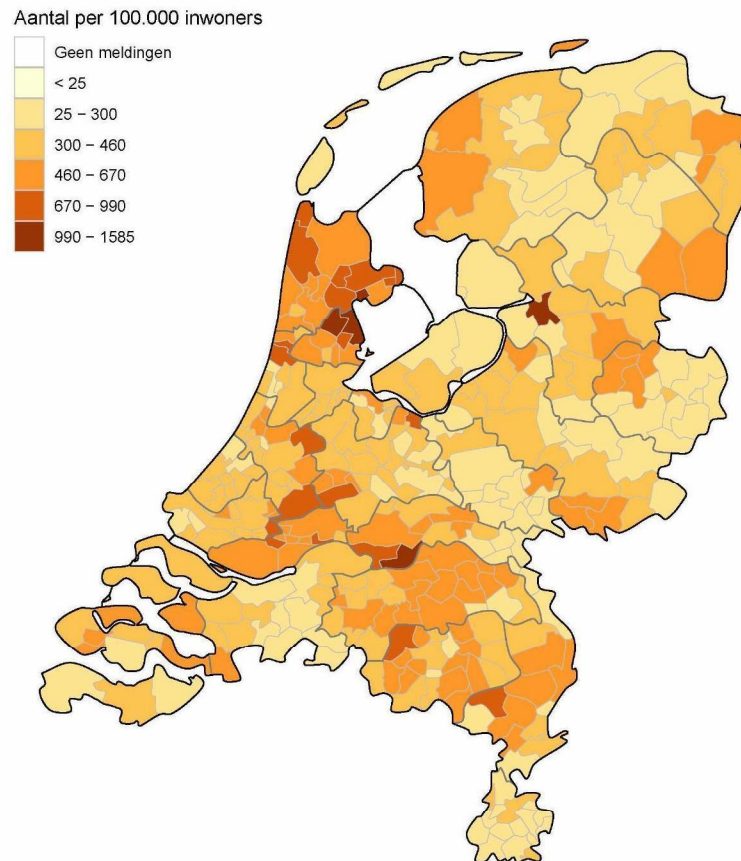 Aantal per 100.000 inwoners
Geen meldingen
< 25
25 – 300
300 – 460
460 – 670
670 – 990
990 – 1585